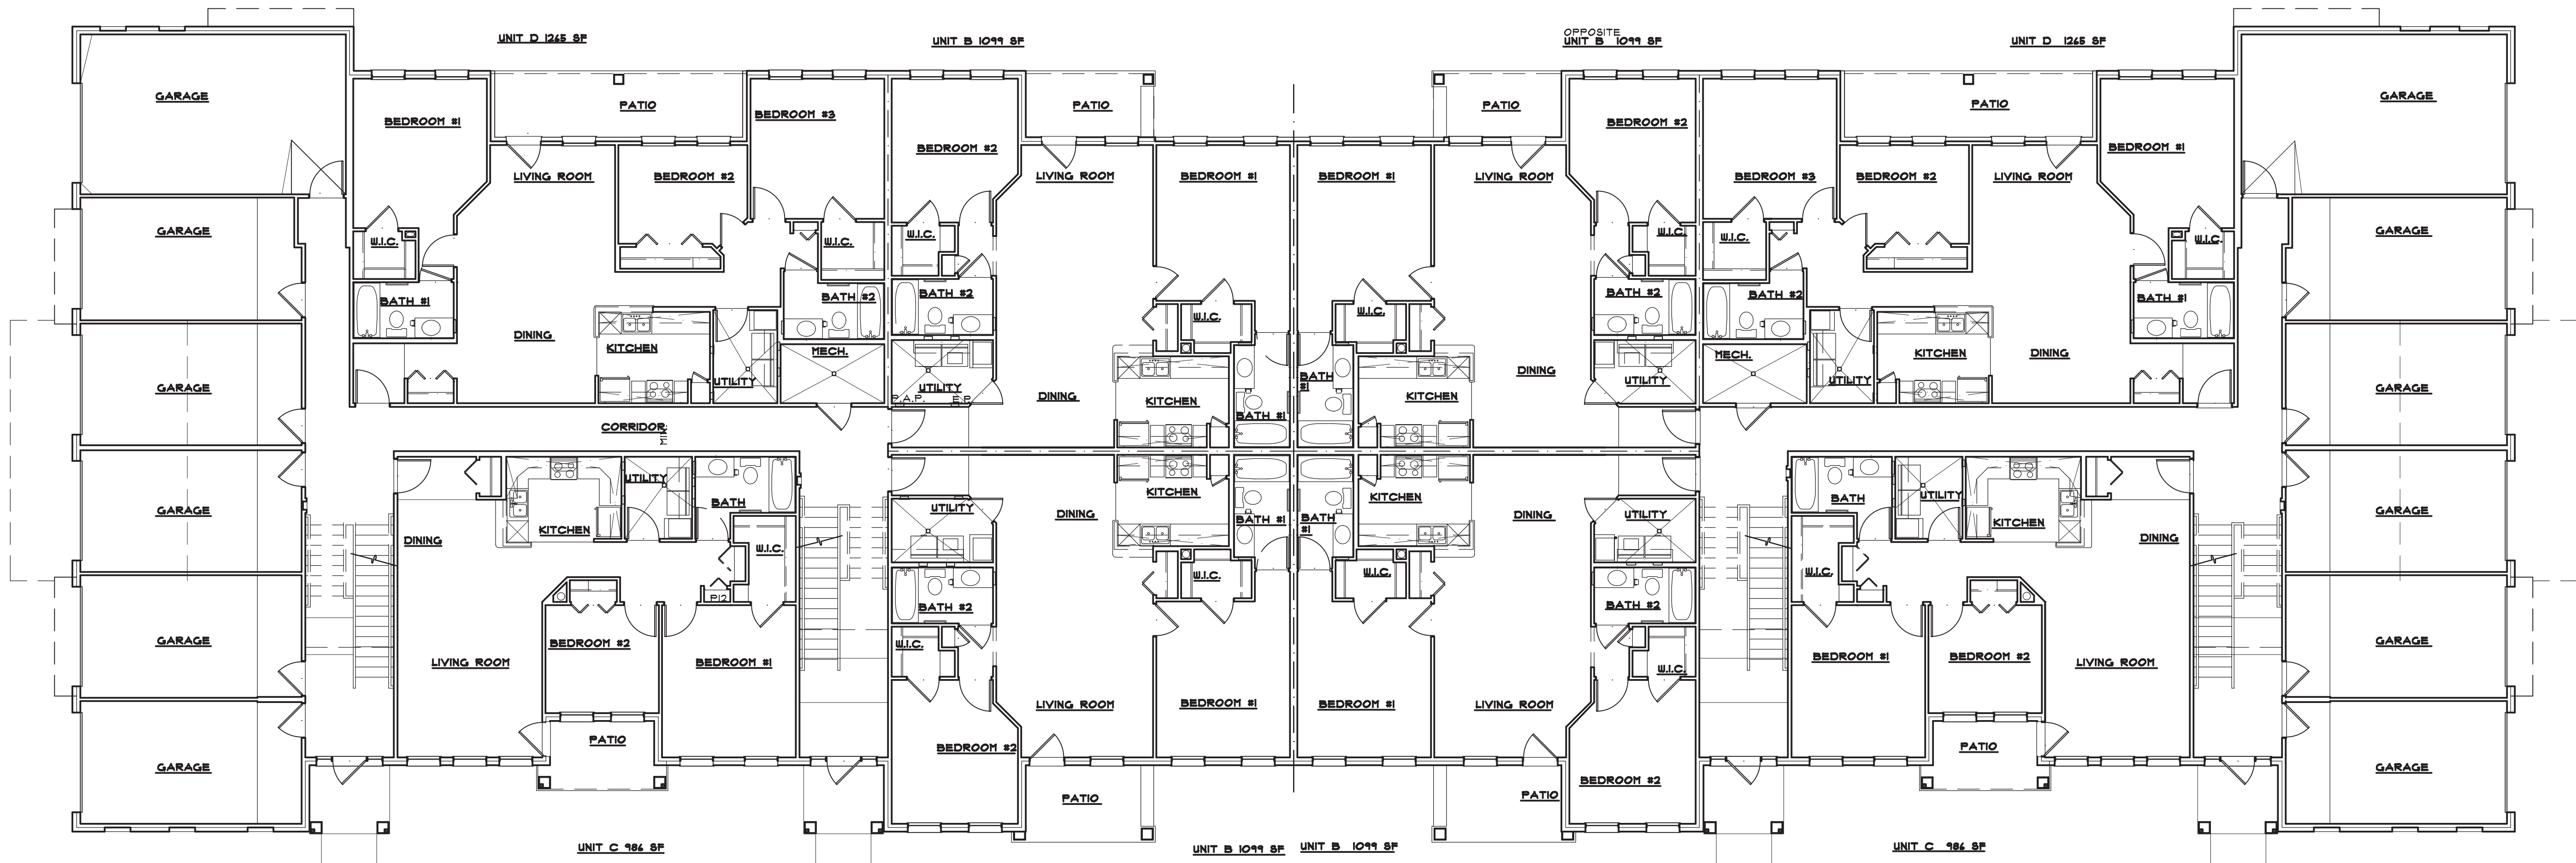 OPPOSITE
UNIT D 1265 SF
UNIT B 1099 SF
UNIT B 1099 SF
UNIT D 1265 SF
GARAGE
PATIO
PATIO
PATIO
PATIO
GARAGE
BEDROOM #1
BEDROOM #3
BEDROOM #2
BEDROOM #2
BEDROOM #1
LIVING ROOM
BEDROOM #2
LIVING ROOM
BEDROOM #1
BEDROOM #1
LIVING ROOM
BEDROOM #3
BEDROOM #2
LIVING ROOM
GARAGE
W.I.C.
W.I.C.
W.I.C.
W.I.C.
W.I.C.
W.I.C.
GARAGE
BATH #1
BATH #2
BATH #2
BATH #2
BATH #2
BATH #1
W.I.C.
W.I.C.
DINING
KITCHEN
MECH.
MECH.
KITCHEN
DINING
GARAGE
UTILITY
UTILITY
DINING
UTILITY
UTILITY
GARAGE
P.A.P.
E.P.
DINING
KITCHEN
BATH
#1
KITCHEN
BATH #1
CORRIDOR
MIN.
UTILITY
BATH
KITCHEN
KITCHEN
BATH
UTILITY
GARAGE
DINING
KITCHEN
UTILITY
DINING
BATH #1
BATH
#1
DINING
UTILITY
KITCHEN
DINING
GARAGE
W.I.C.
W.I.C.
W.I.C.
W.I.C.
P12
BATH #2
BATH #2
GARAGE
BEDROOM #2
W.I.C.
W.I.C.
GARAGE
LIVING ROOM
BEDROOM #1
BEDROOM #1
BEDROOM #2
LIVING ROOM
LIVING ROOM
BEDROOM #1
BEDROOM #1
LIVING ROOM
PATIO
BEDROOM #2
PATIO
GARAGE
BEDROOM #2
GARAGE
PATIO
PATIO
UNIT C 986 SF
UNIT B 1099 SF
UNIT B 1099 SF
UNIT C 986 SF